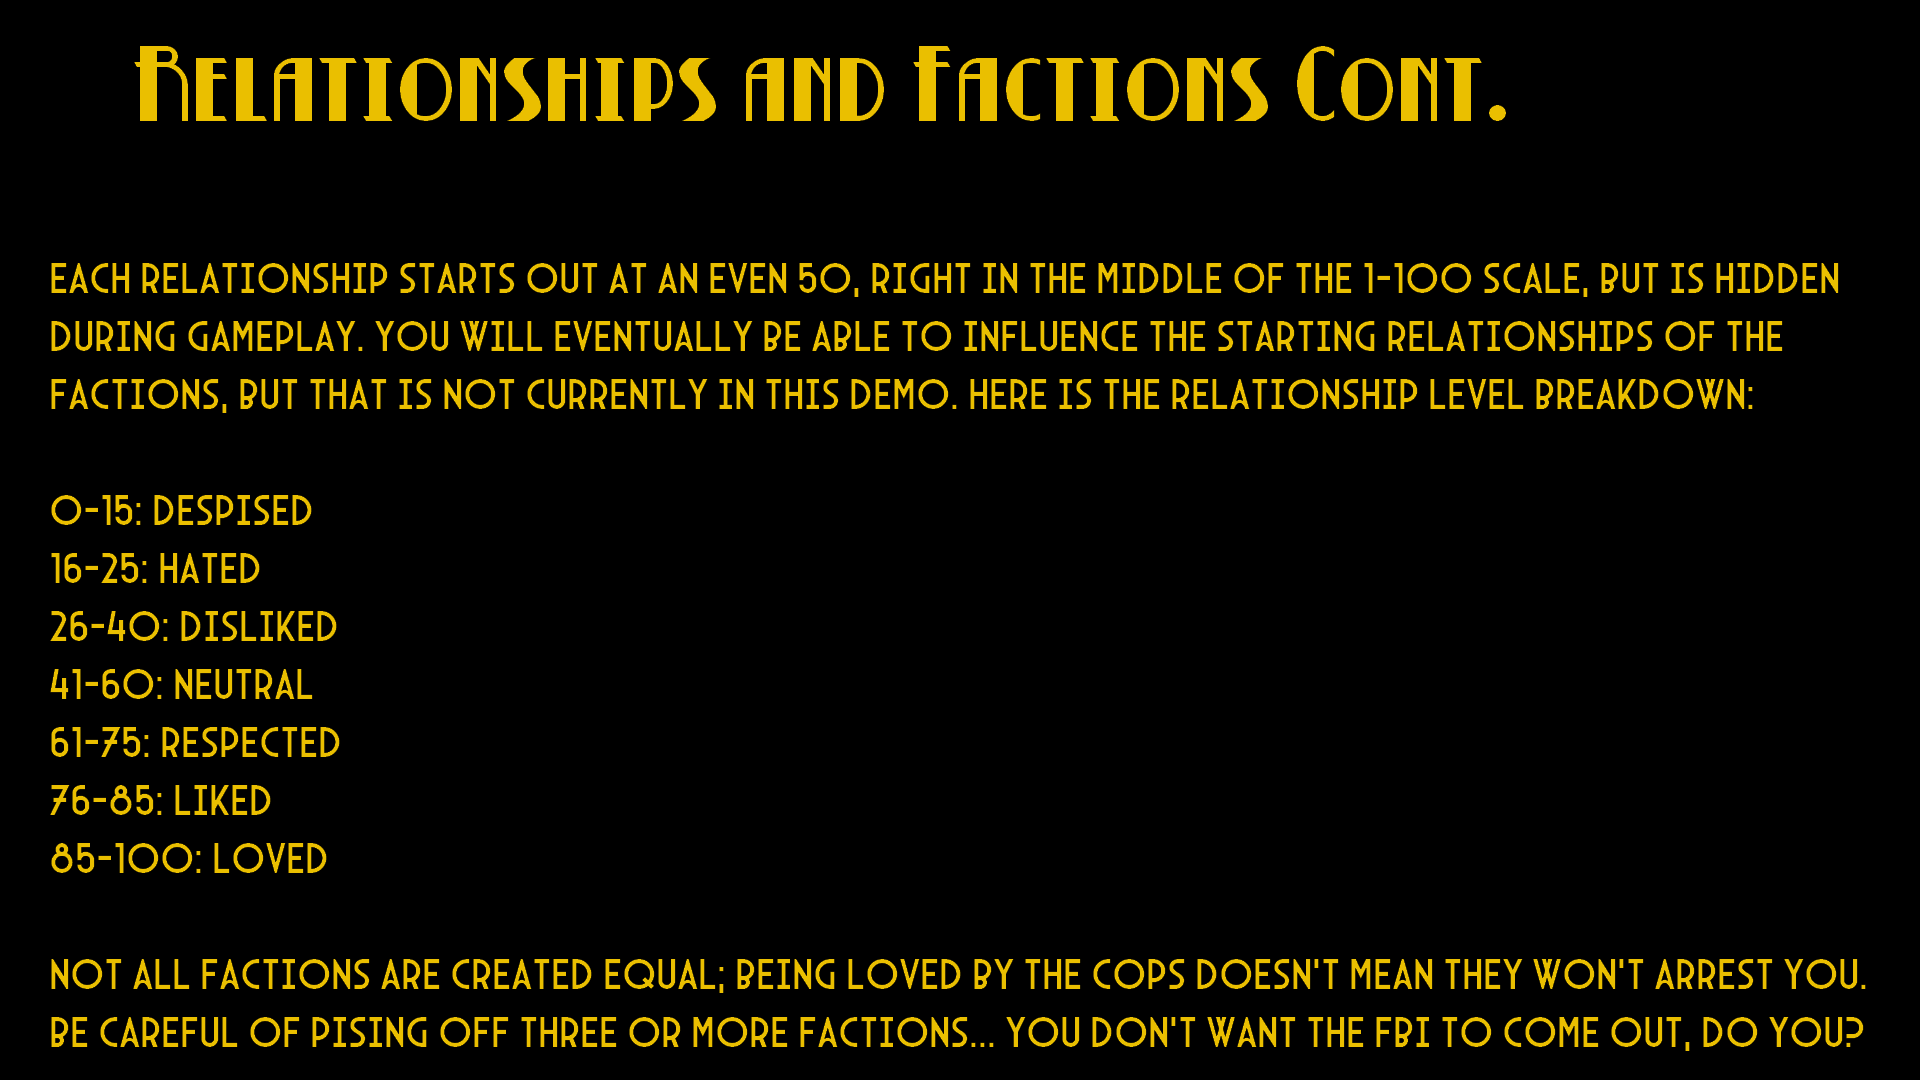 Relationships and Factions Cont.
EACH RELATIONSHIP STARTS OUT AT AN EVEN 50, RIGHT IN THE MIDDLE OF THE 1-100 SCALE, BUT IS HIDDEN
DURING GAMEPLAY. YOU WILL EVENTUALLY BE ABLE TO INFLUENCE THE STARTING RELATIONSHIPS OF THE
FACTIONS, BUT THAT IS NOT CURRENTLY IN THIS DEMO. HERE IS THE RELATIONSHIP LEVEL BREAKDOWN:
0-15: DESPISED
16-25: HATED
26-40: DISLIKED
41-60: NEUTRAL
61-75: RESPECTED
76-85: LIKED
85-100: LOVED
NOT ALL FACTIONS ARE CREATED EQUAL; BEING LOVED BY THE COPS DOESN'T MEAN THEY WON'T ARREST YOU.
BE CAREFUL OF PISING OFF THREE OR MORE FACTIONS... YOU DON'T WANT THE FBI TO COME OUT, DO YOU?